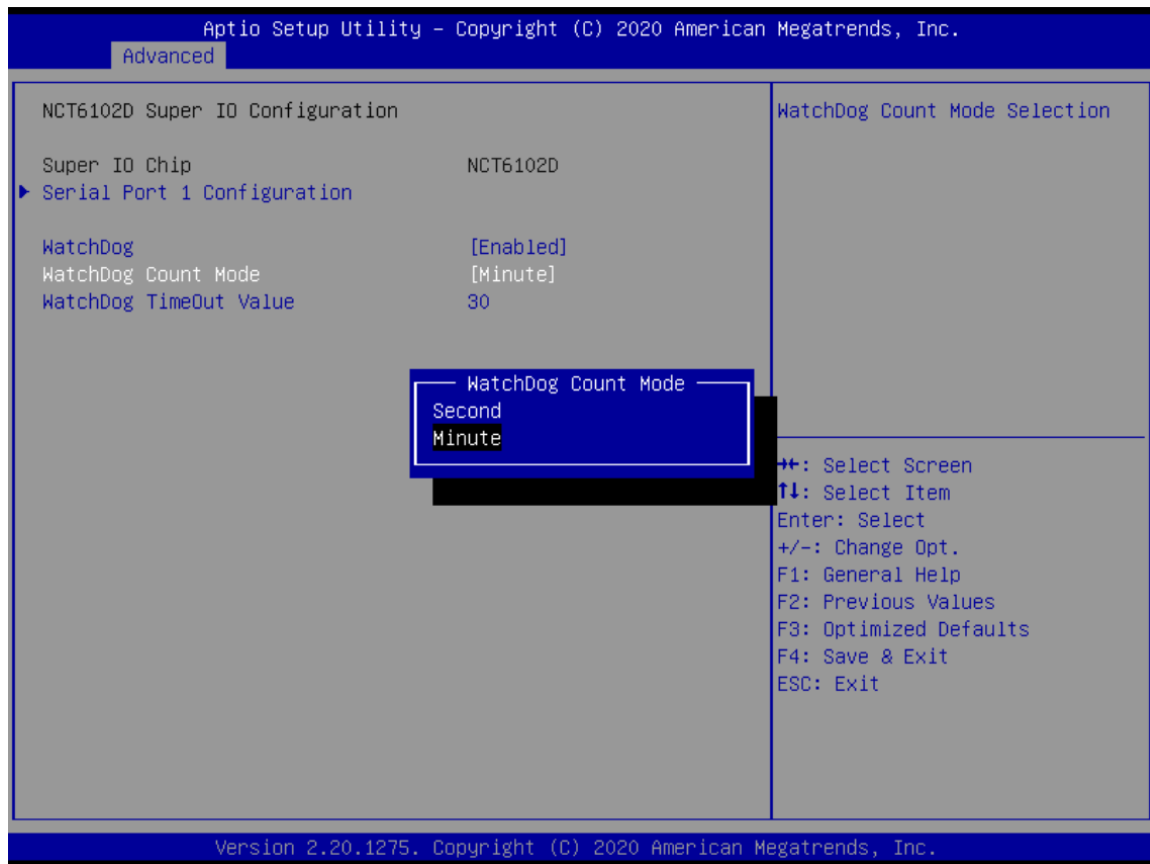 Aptio Setup Utility – Copyright (C) 2020 American Megatrends, Inc.
Advanced
NCT6102D Super IO Configuration
Super IO Chip NCT6102D
Serial Port 1 Configuration
WatchDog [Enabled]
WatchDog Count Mode [Minute]
WatchDog TimeOut Value 30
WatchDog Count Mode
Second
Minute
WatchDog Count Mode Selection
→←: Select Screen
↑↓: Select Item
Enter: Select
+/-: Change Opt.
F1: General Help
F2: Previous Values
F3: Optimized Defaults
F4: Save & Exit
ESC: Exit
Version 2.20.1275. Copyright (C) 2020 American Megatrends, Inc.